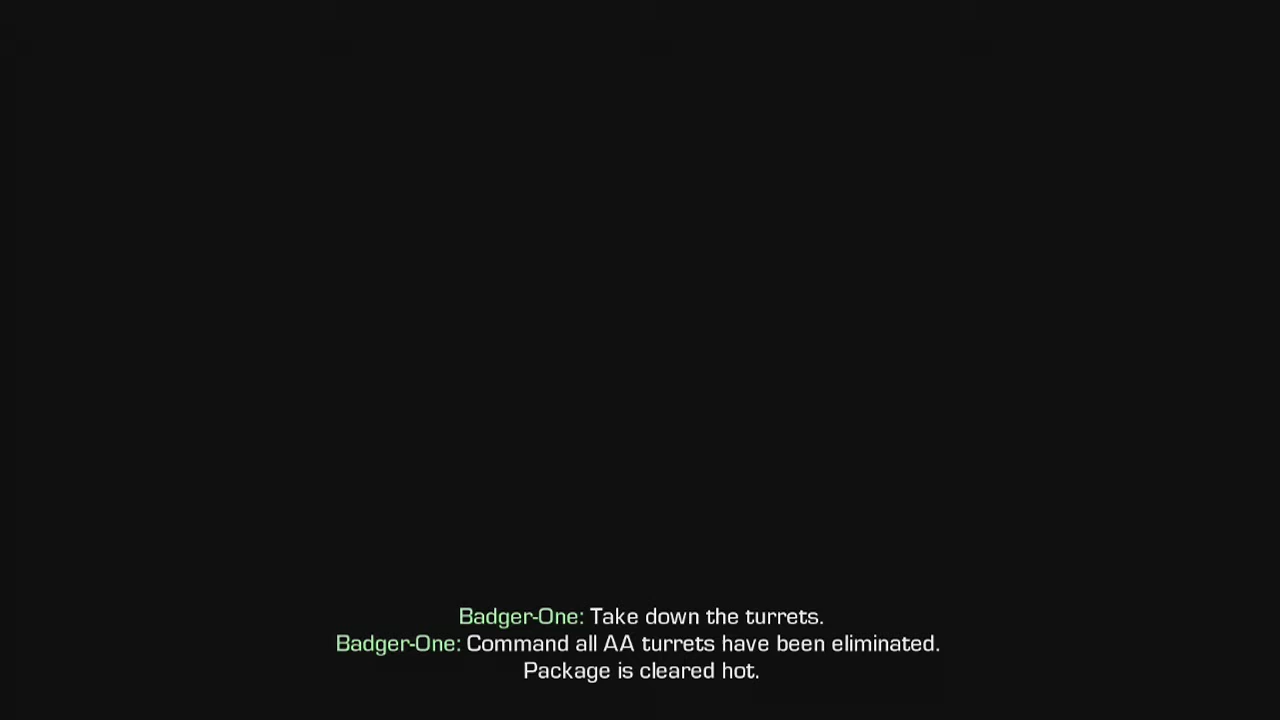 Badger-One: Take down the turrets.
Badger-One: Command all AA turrets have been eliminated.
Package is cleared hot.